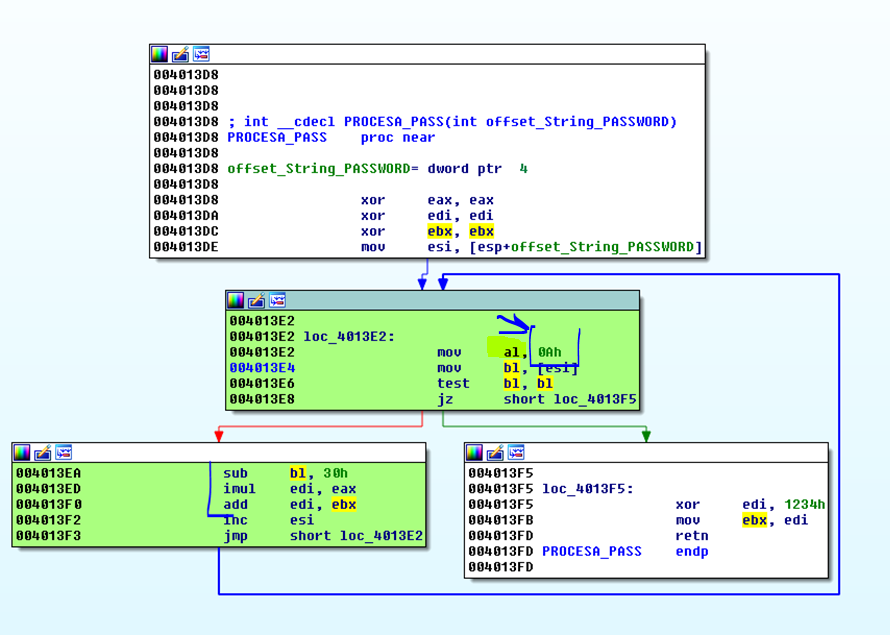 004013D8
004013D8
004013D8
004013D8 ; int __cdecl PROCESA_PASS(int offset_String_PASSWORD)
004013D8 PROCESA_PASS    proc near
004013D8
004013D8 offset_String_PASSWORD= dword ptr  4
004013D8
004013D8 xor     eax, eax
004013DA xor     edi, edi
004013DC xor     ebx, ebx
004013DE mov     esi, [esp+offset_String_PASSWORD]
004013E2
004013E2 loc_4013E2:
004013E2 mov     al, 0Ah
004013E4 mov     bl, [esi]
004013E6 test    bl, bl
004013E8 jz      short loc_4013F5
004013EA sub     bl, 30h
004013ED imul    edi, eax
004013F0 add     edi, ebx
004013F2 inc     esi
004013F3 jmp     short loc_4013E2
004013F5
004013F5 loc_4013F5:
004013F5 xor     edi, 1234h
004013FB mov     ebx, edi
004013FD retn
004013FD PROCESA_PASS    endp
004013FD